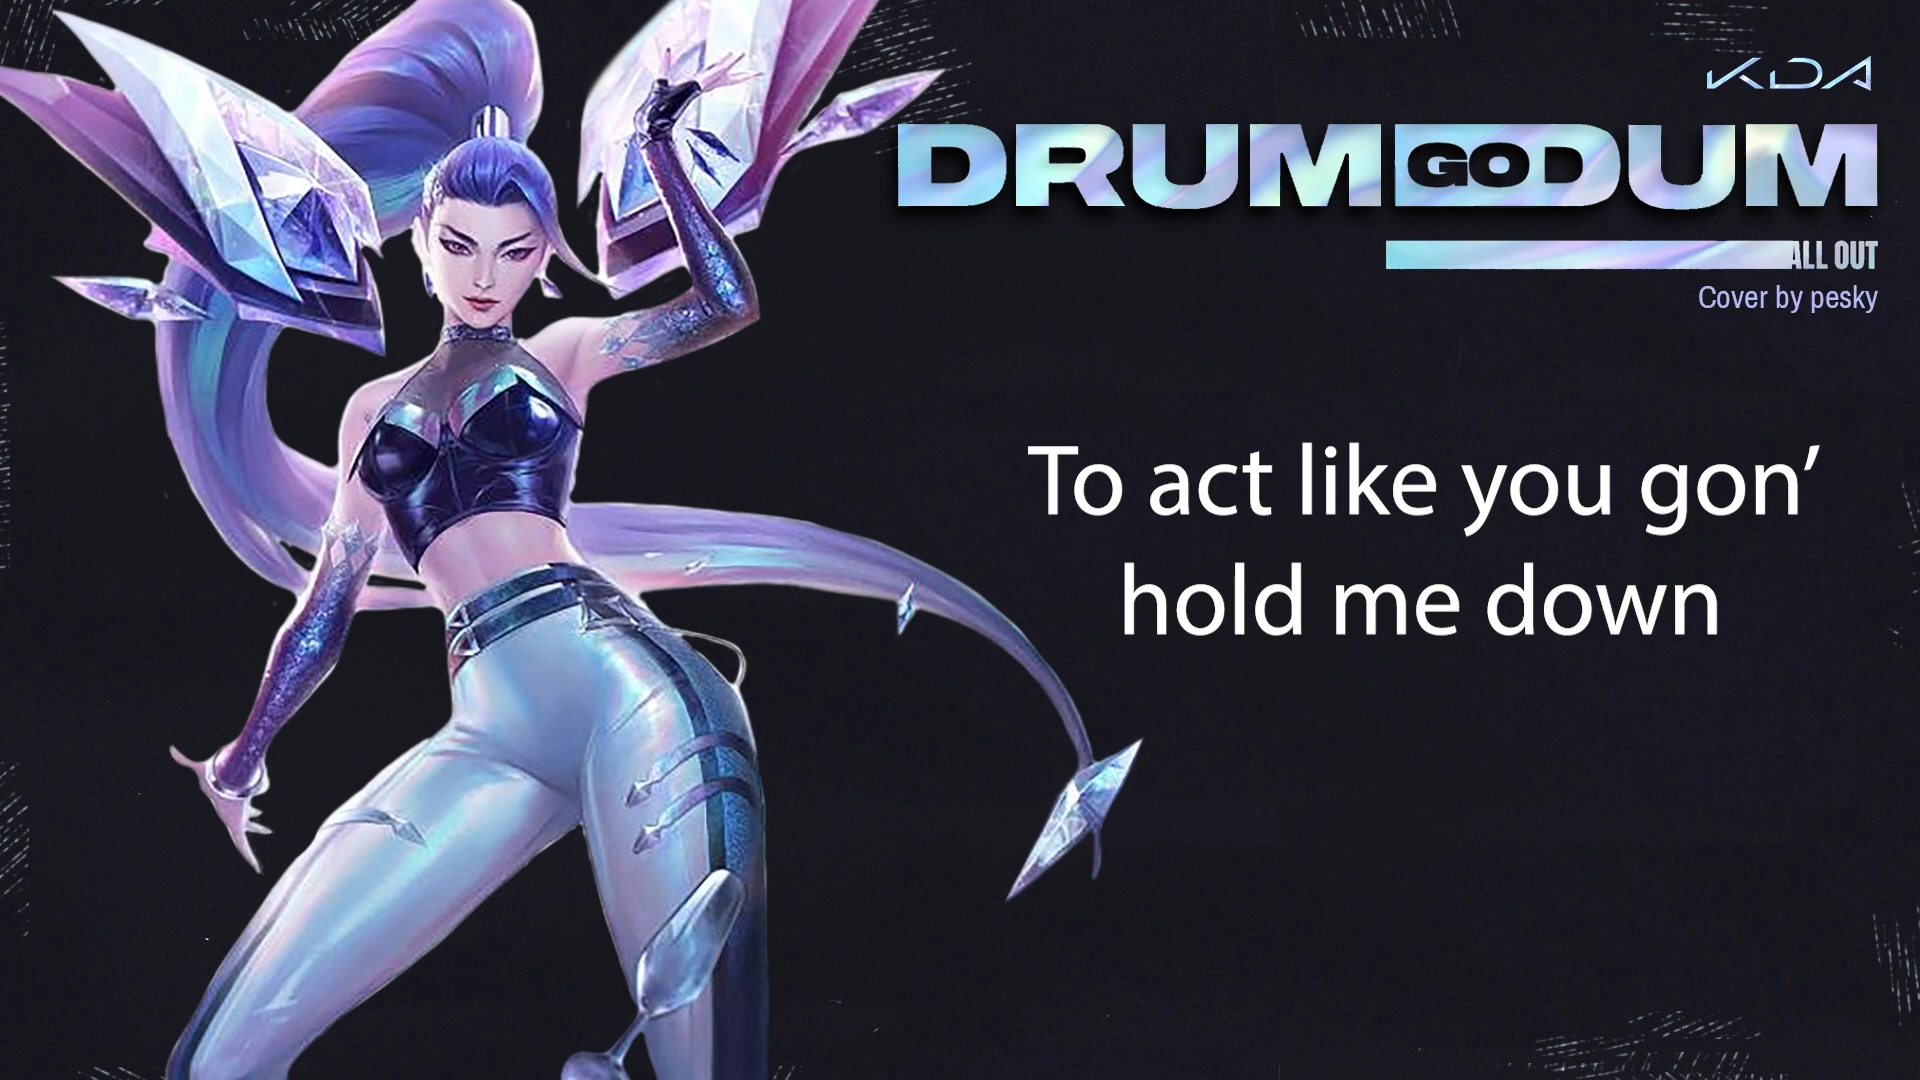 KDA
DRUM GO DUM
ALL OUT
Cover by pesky
To act like you gon’
hold me down